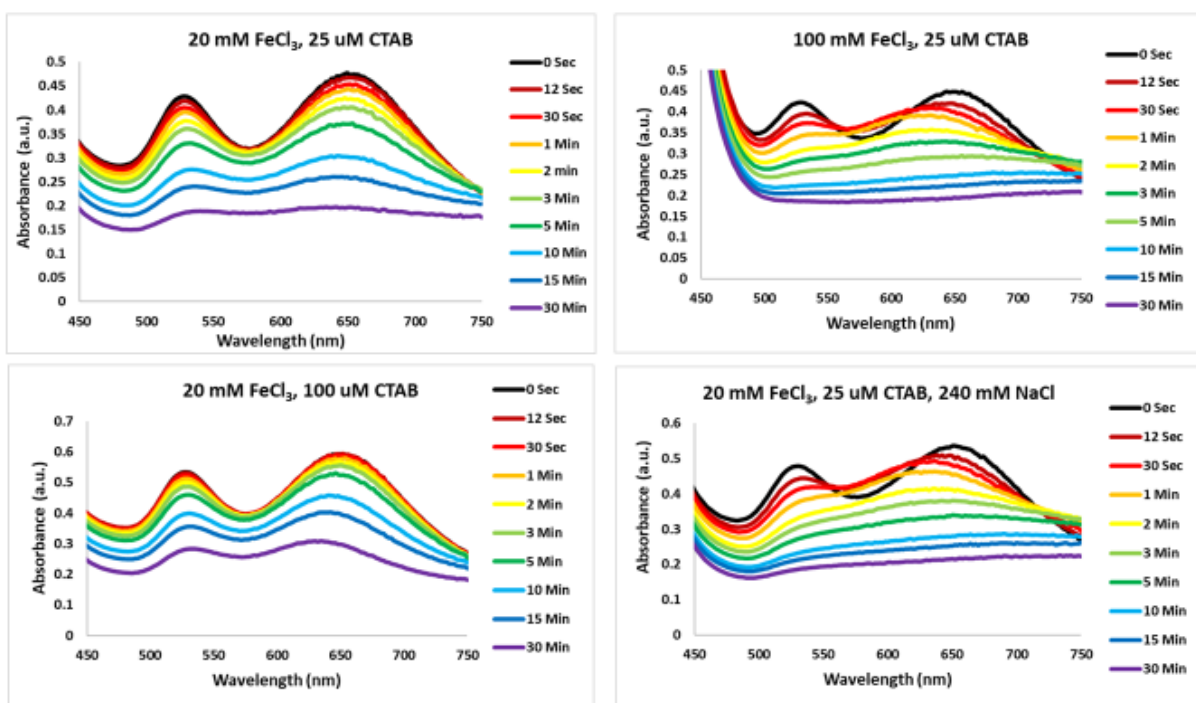 20 mM FeCl₃, 25 uM CTAB
Absorbance (a.u.)
0.5
0.45
0.4
0.35
0.3
0.25
0.2
0.15
0.1
0.05
0
450 500 550 600 650 700 750
Wavelength (nm)
0 Sec
12 Sec
30 Sec
1 Min
2 min
3 Min
5 Min
10 Min
15 Min
30 Min
100 mM FeCl₃, 25 uM CTAB
Absorbance (a.u.)
0.5
0.45
0.4
0.35
0.3
0.25
0.2
0.15
0.1
0.05
0
450 500 550 600 650 700 750
Wavelength (nm)
0 Sec
12 Sec
30 Sec
1 Min
2 Min
3 Min
5 Min
10 Min
15 Min
30 Min
20 mM FeCl₃, 100 uM CTAB
Absorbance (a.u.)
0.7
0.6
0.5
0.4
0.3
0.2
0.1
0
450 500 550 600 650 700 750
Wavelength (nm)
0 Sec
12 Sec
30 Sec
1 Min
2 Min
3 Min
5 Min
10 Min
15 Min
30 Min
20 mM FeCl₃, 25 uM CTAB, 240 mM NaCl
Absorbance (a.u.)
0.6
0.5
0.4
0.3
0.2
0.1
0
450 500 550 600 650 700 750
Wavelength (nm)
0 Sec
12 Sec
30 Sec
1 Min
2 Min
3 Min
5 Min
10 Min
15 Min
30 Min